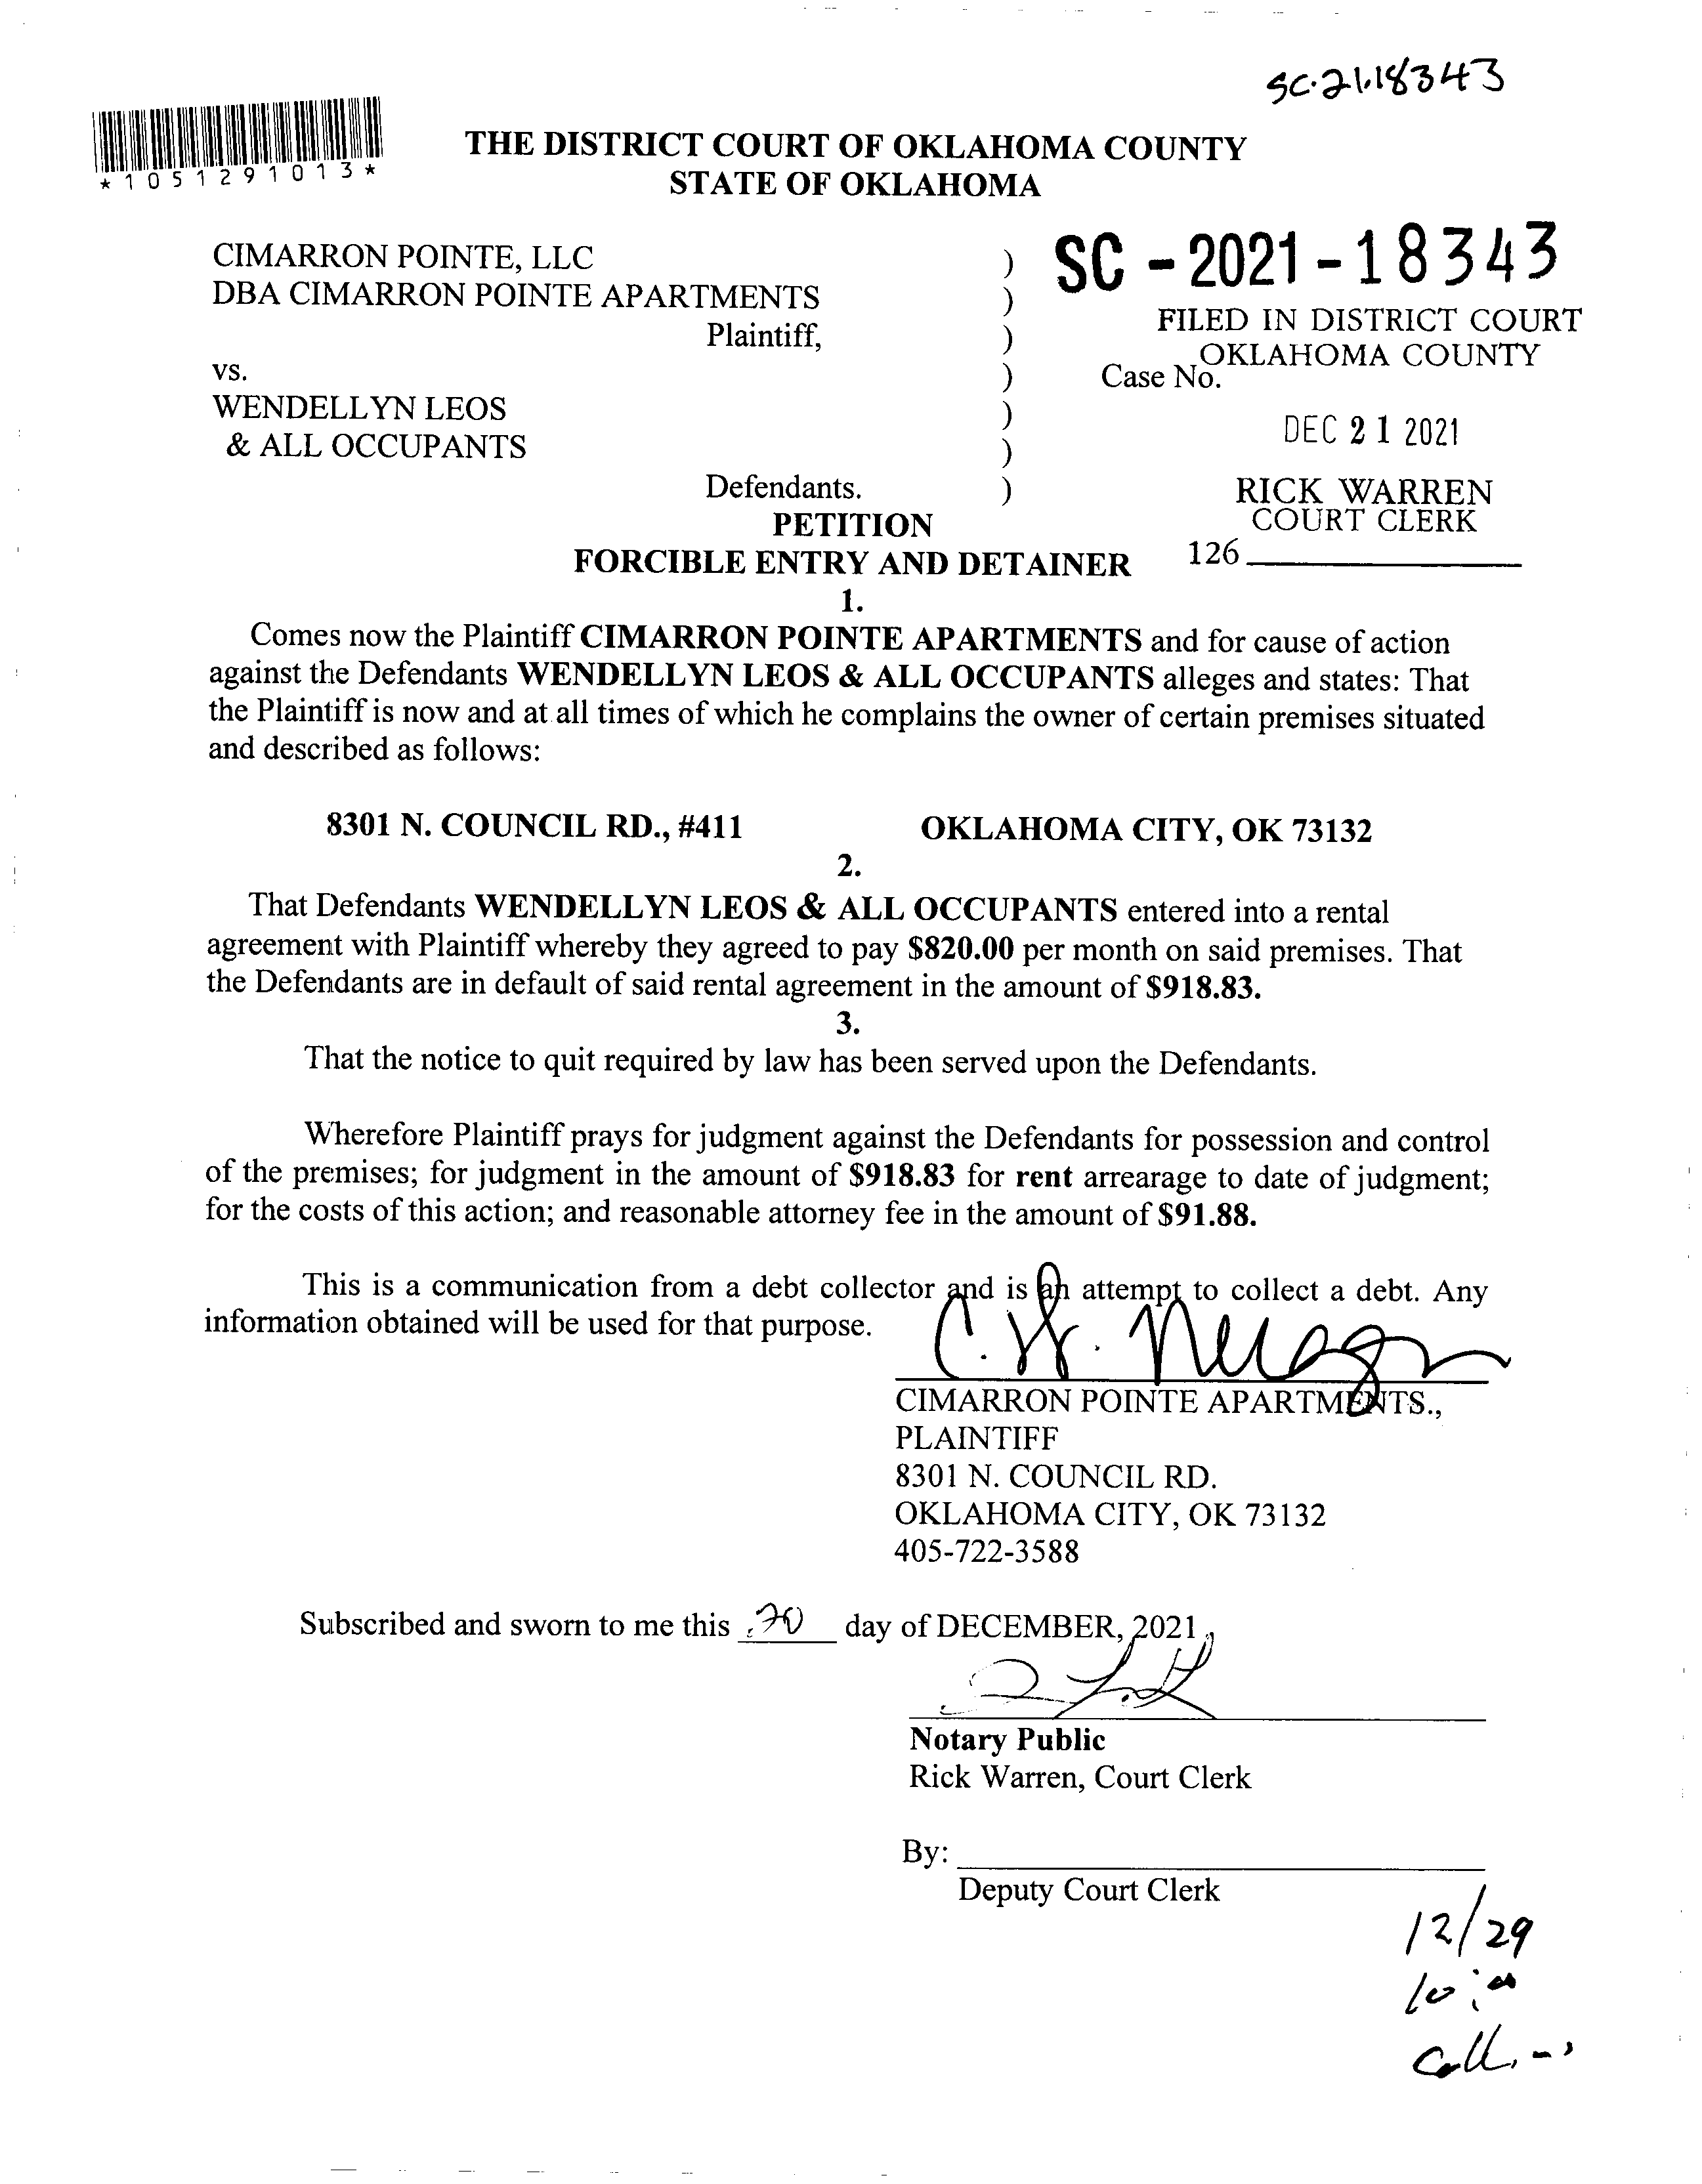 SC-21-18343
*1051291013*
THE DISTRICT COURT OF OKLAHOMA COUNTY
STATE OF OKLAHOMA
CIMARRON POINTE, LLC )
DBA CIMARRON POINTE APARTMENTS )
Plaintiff, )
vs. )
WENDELLYN LEOS )
& ALL OCCUPANTS )
Defendants. )
SC - 2021 - 18343
FILED IN DISTRICT COURT
OKLAHOMA COUNTY
Case No.
DEC 21 2021
RICK WARREN
COURT CLERK
126
PETITION
FORCIBLE ENTRY AND DETAINER
1.
Comes now the Plaintiff CIMARRON POINTE APARTMENTS and for cause of action
against the Defendants WENDELLYN LEOS & ALL OCCUPANTS alleges and states: That
the Plaintiff is now and at all times of which he complains the owner of certain premises situated
and described as follows:
8301 N. COUNCIL RD., #411 OKLAHOMA CITY, OK 73132
2.
That Defendants WENDELLYN LEOS & ALL OCCUPANTS entered into a rental
agreement with Plaintiff whereby they agreed to pay $820.00 per month on said premises. That
the Defendants are in default of said rental agreement in the amount of $918.83.
3.
That the notice to quit required by law has been served upon the Defendants.
Wherefore Plaintiff prays for judgment against the Defendants for possession and control
of the premises; for judgment in the amount of $918.83 for rent arrearage to date of judgment;
for the costs of this action; and reasonable attorney fee in the amount of $91.88.
This is a communication from a debt collector and is an attempt to collect a debt. Any
information obtained will be used for that purpose.
CIMARRON POINTE APARTMENTS.,
PLAINTIFF
8301 N. COUNCIL RD.
OKLAHOMA CITY, OK 73132
405-722-3588
Subscribed and sworn to me this 20 day of DECEMBER, 2021
Notary Public
Rick Warren, Court Clerk
By:
Deputy Court Clerk
12/29
10:00